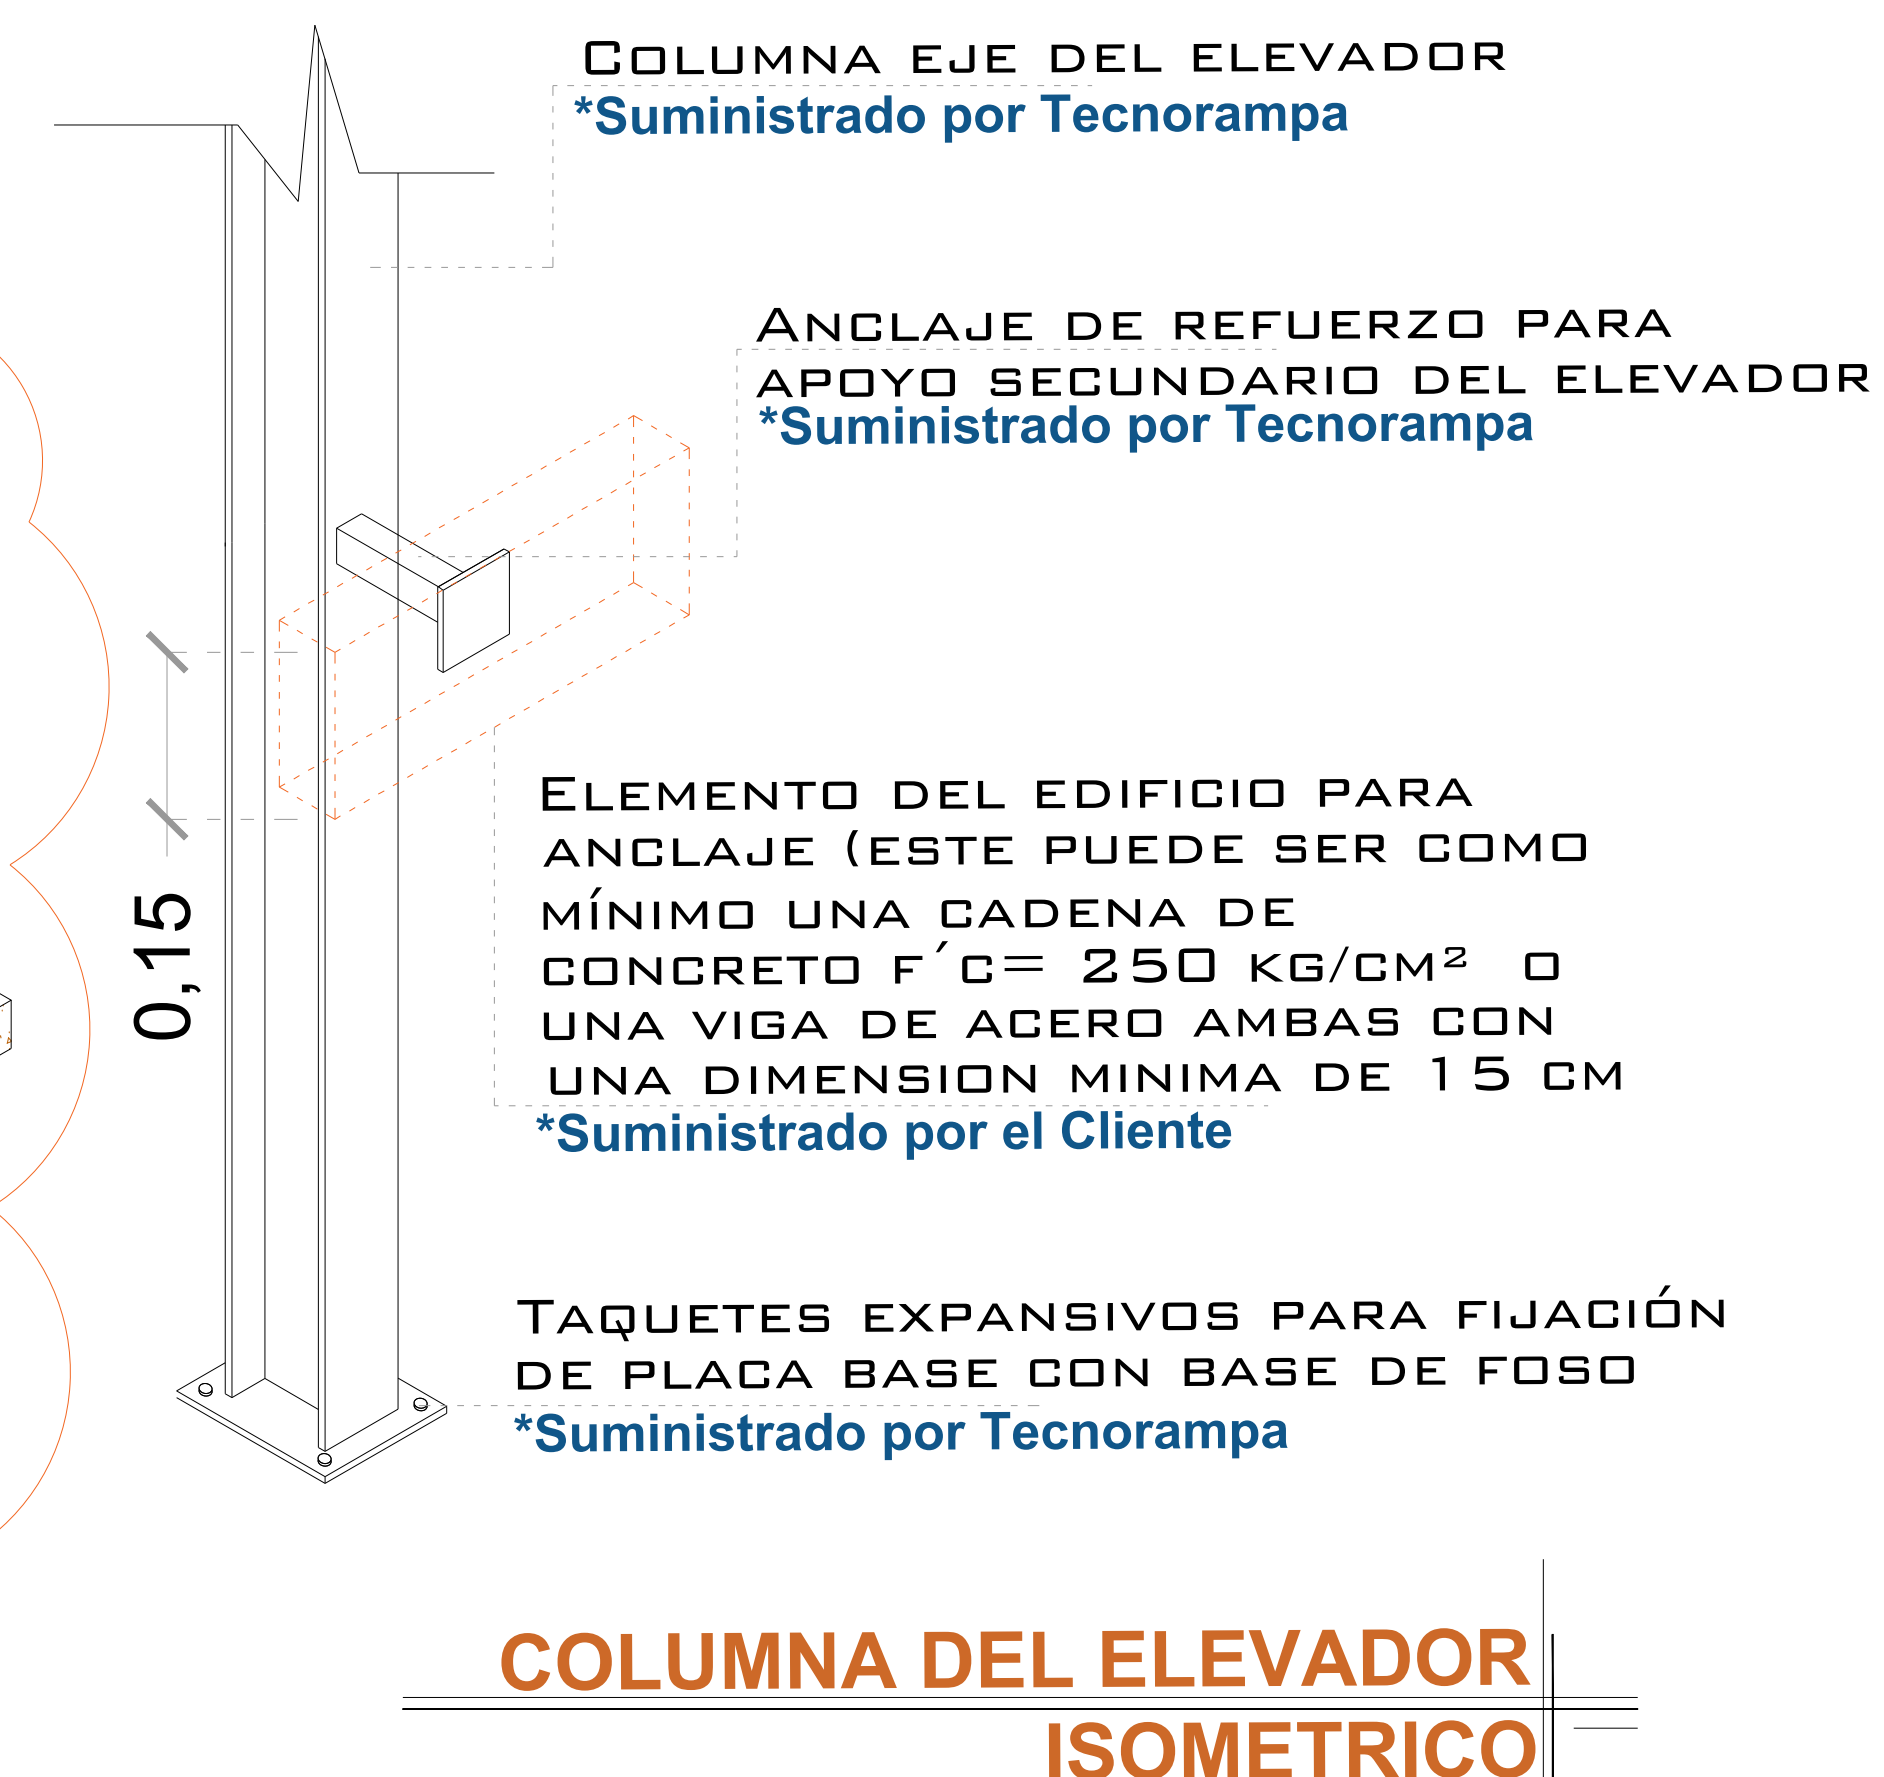 COLUMNA EJE DEL ELEVADOR
*Suministrado por Tecnorampa
ANCLAJE DE REFUERZO PARA
APOYO SECUNDARIO DEL ELEVADOR
*Suministrado por Tecnorampa
ELEMENTO DEL EDIFICIO PARA
ANCLAJE (ESTE PUEDE SER COMO
MÍNIMO UNA CADENA DE
CONCRETO F´C= 250 KG/CM² O
UNA VIGA DE ACERO AMBAS CON
UNA DIMENSION MINIMA DE 15 CM
*Suministrado por el Cliente
0,15
TAQUETES EXPANSIVOS PARA FIJACIÓN
DE PLACA BASE CON BASE DE FOSO
*Suministrado por Tecnorampa
COLUMNA DEL ELEVADOR
ISOMETRICO